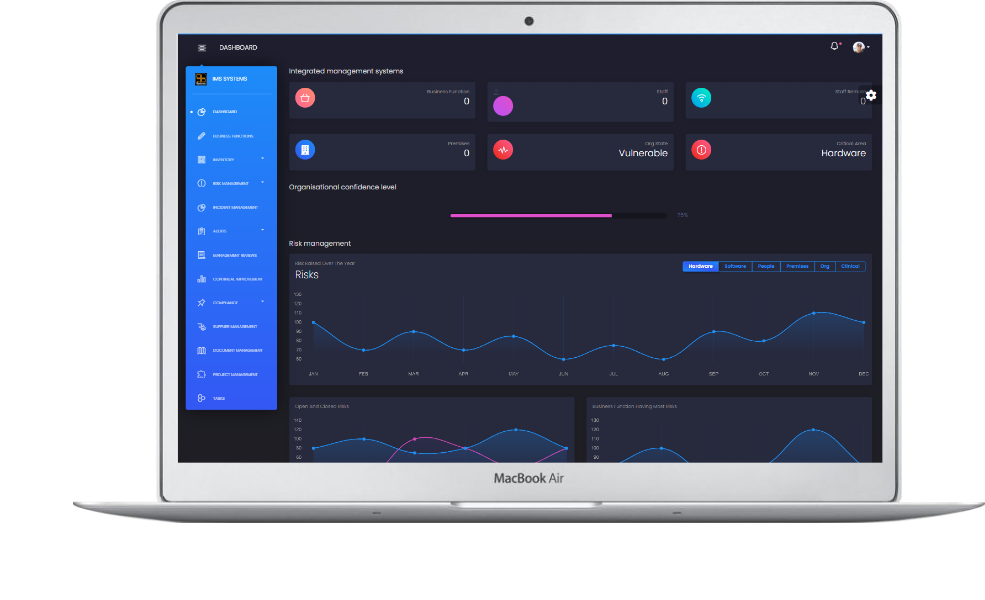 DASHBOARD
IMS SYSTEMS
DASHBOARD
BUSINESS FUNCTIONS
INVENTORY
RISK MANAGEMENT
INCIDENT MANAGEMENT
AUDITS
MANAGEMENT REVIEWS
CONTINUAL IMPROVEMENT
COMPLIANCE
SUPPLIER MANAGEMENT
DOCUMENT MANAGEMENT
PROJECT MANAGEMENT
TASKS
Integrated management systems
Business Function
0
Staff
0
Staff
0
Premises
0
Org State
Vulnerable
Critical Area
Hardware
Organisational confidence level
75%
Risk management
Risk Raised Over The Year
Risks
Hardware Software People Premises Org Clinical
130
120
110
100
90
80
70
60
JAN FEB MAR APR MAY JUN JUL AUG SEP OCT NOV DEC
Open And Closed Risks
140
120
100
80
60
Business Function Having Most Risks
130
120
110
100
90
MacBook Air